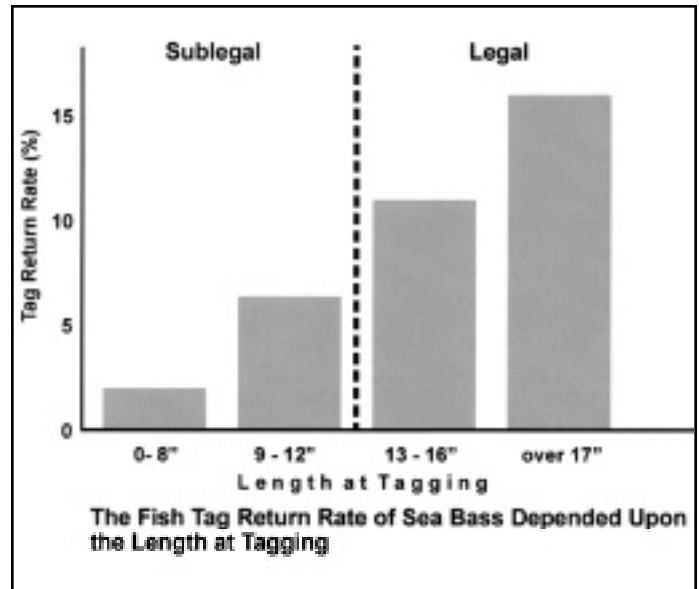 Sublegal
Legal
Tag Return Rate (%)
15
10
5
0
0- 8"
9 - 12"
13 - 16"
over 17"
Length at Tagging
The Fish Tag Return Rate of Sea Bass Depended Upon
the Length at Tagging